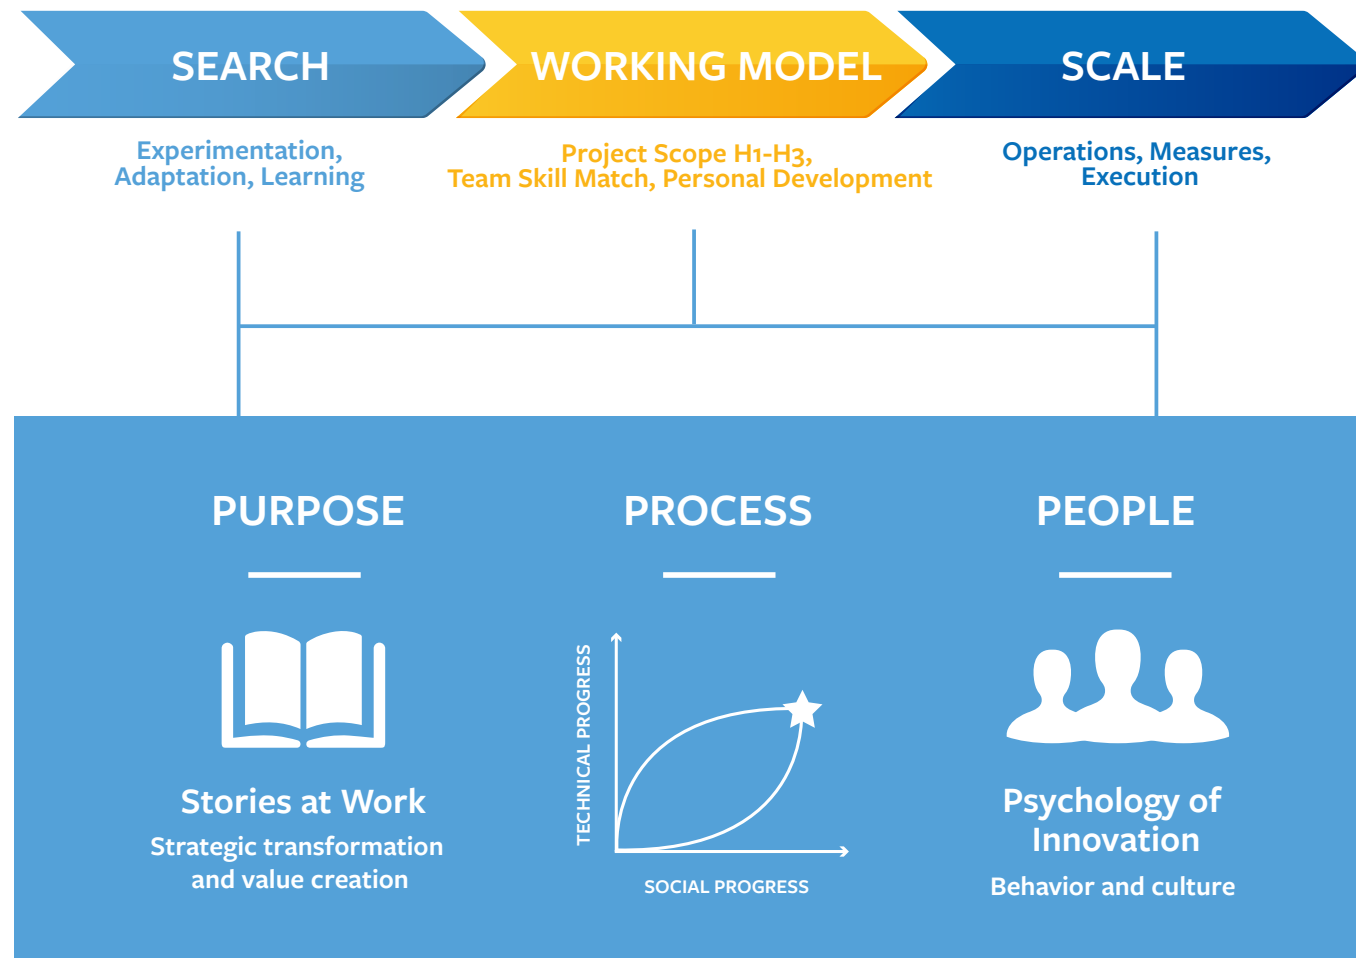 SEARCH
WORKING MODEL
SCALE
Experimentation,
Adaptation, Learning
Project Scope H1-H3,
Team Skill Match, Personal Development
Operations, Measures,
Execution
PURPOSE
PROCESS
PEOPLE
Stories at Work
Strategic transformation
and value creation
TECHNICAL PROGRESS
SOCIAL PROGRESS
Psychology of
Innovation
Behavior and culture